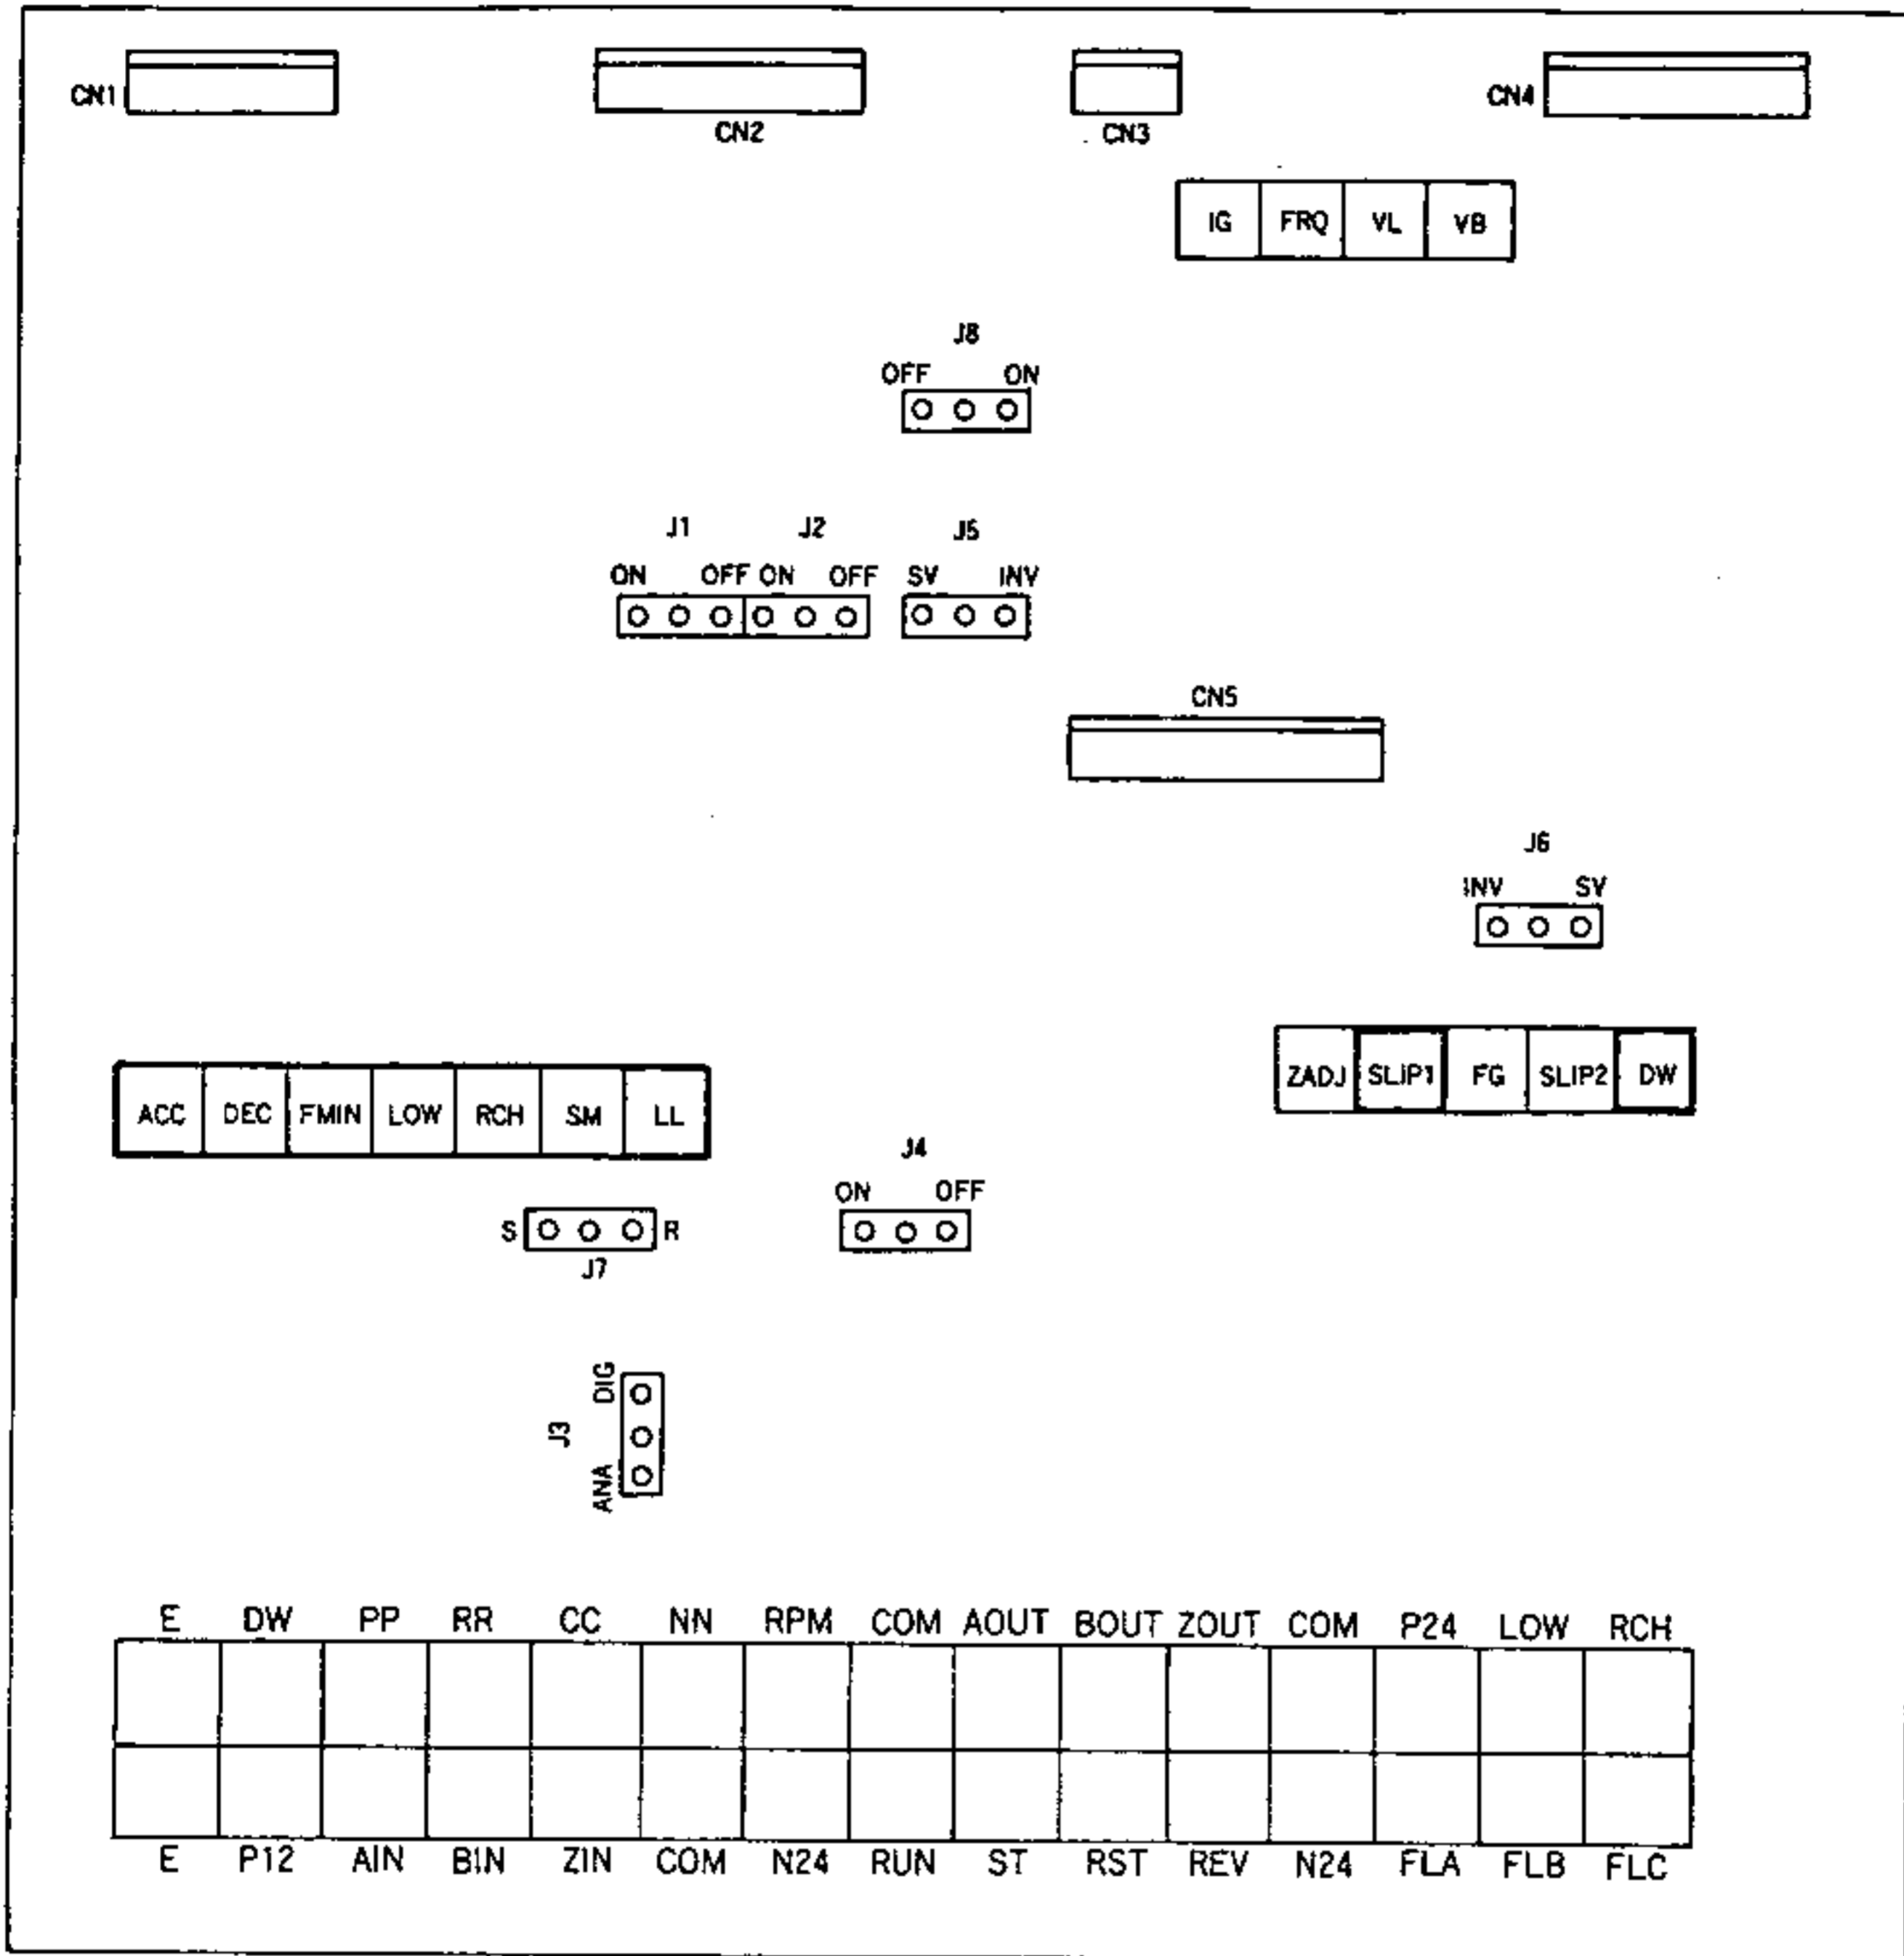 CN1
CN2
CN3
CN4
IG FRQ VL VB
J8
OFF ON
J1 J2 J5
ON OFF ON OFF SV INV
CN5
J6
INV SV
ZADJ SLIP1 FG SLIP2 DW
ACC DEC FMIN LOW RCH SM LL
J4
ON OFF
S R
J7
DIG
J3
ANA
E DW PP RR CC NN RPM COM AOUT BOUT ZOUT COM P24 LOW RCH
E P12 AIN BIN ZIN COM N24 RUN ST RST REV N24 FLA FLB FLC